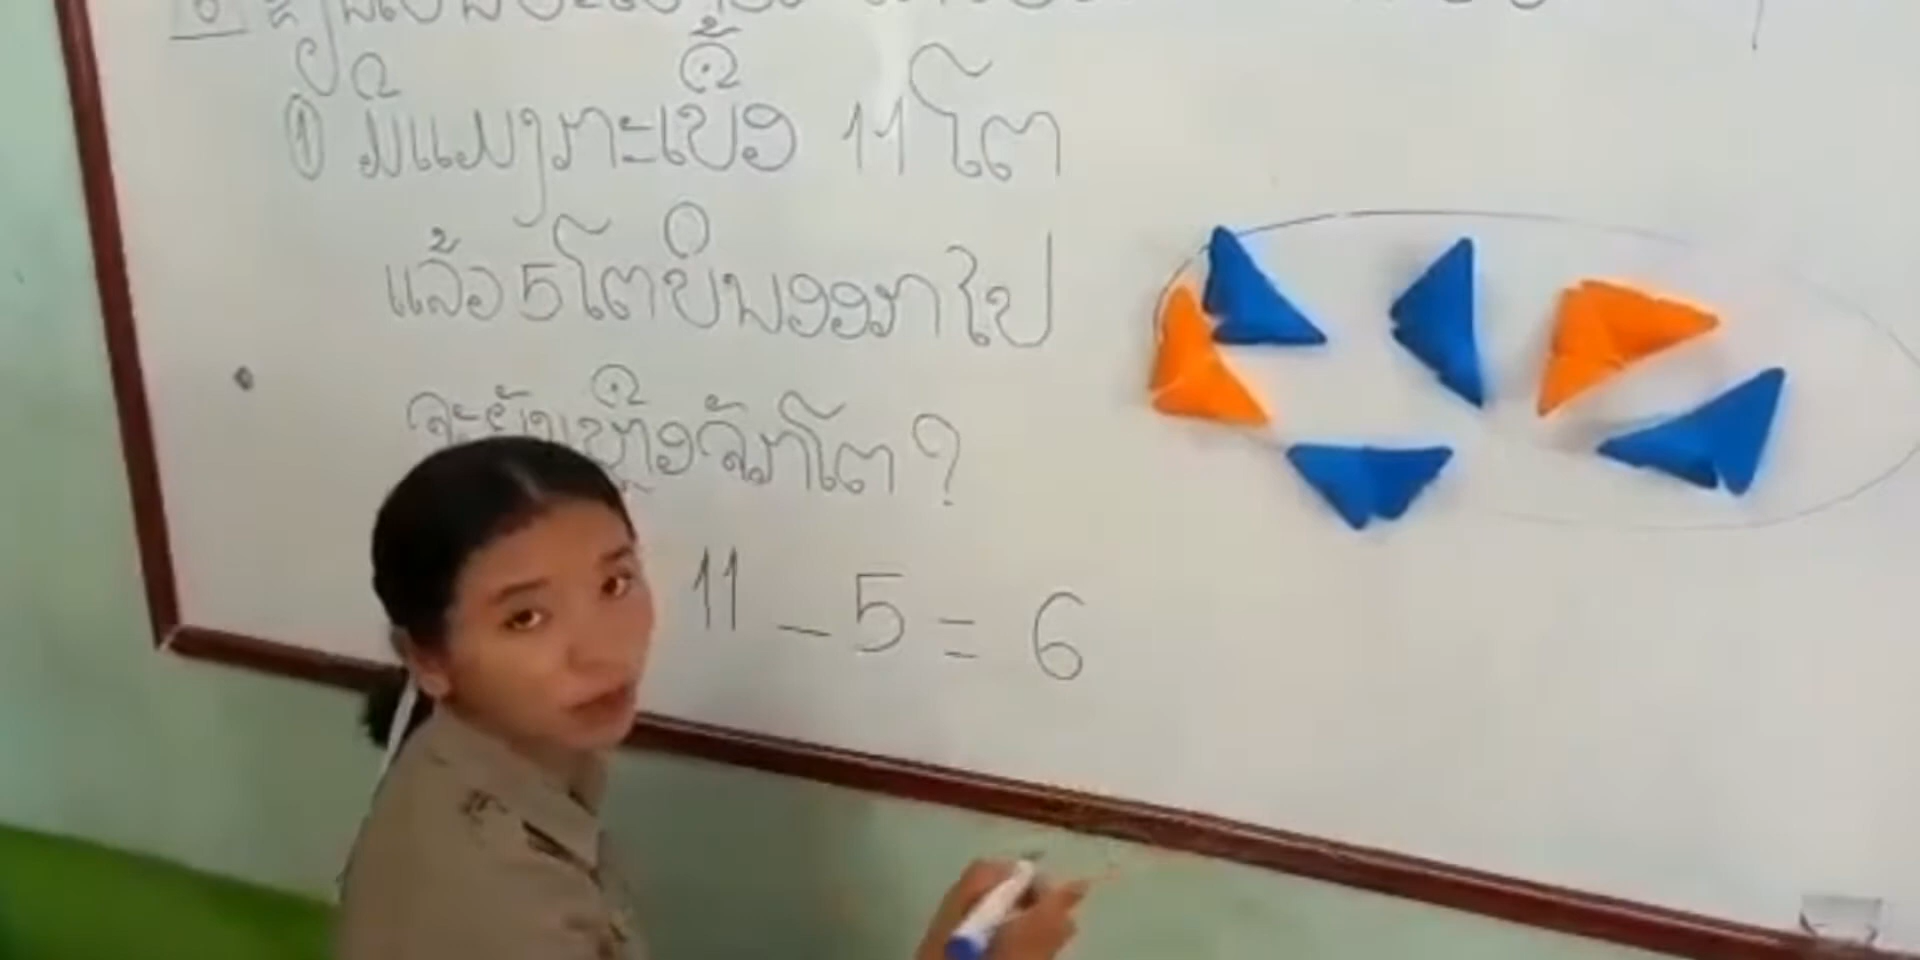 ① ມີແມງກະເບື້ອ 11 ໂຕ
ແລ້ວ 5 ໂຕບິນອອກໄປ
ຈະຍັງເຫຼືອຈັກໂຕ?
11 - 5 = 6